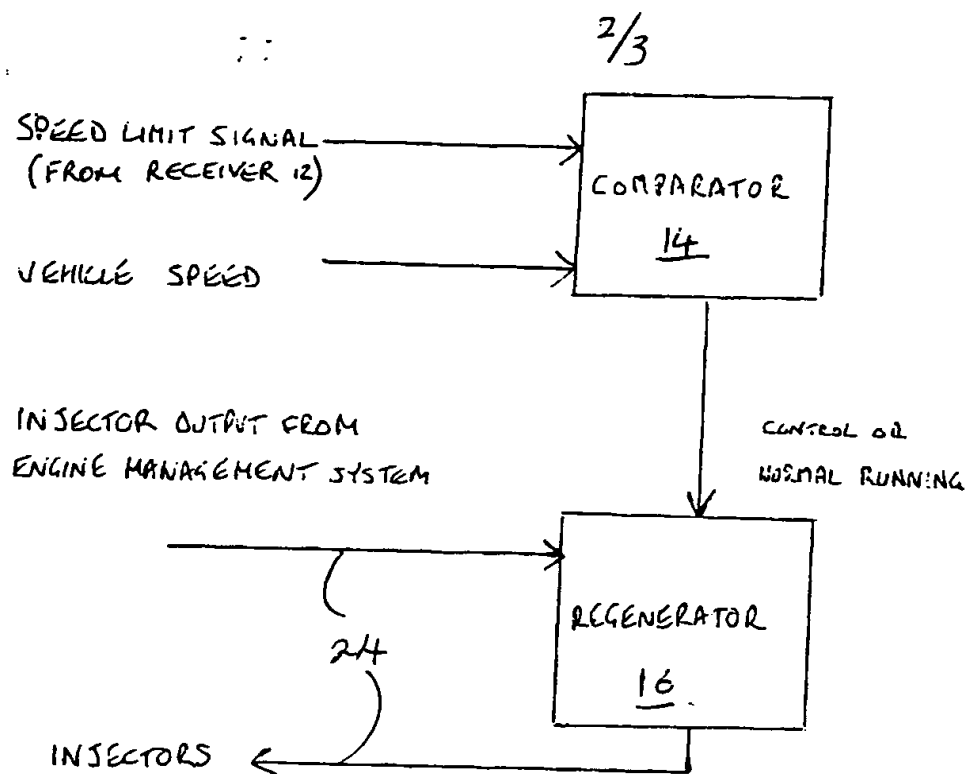 2/3
SPEED LIMIT SIGNAL
(FROM RECEIVER 12)
COMPARATOR
14
VEHICLE SPEED
INJECTOR OUTPUT FROM
ENGINE MANAGEMENT SYSTEM
CONTROL OR
NORMAL RUNNING
REGENERATOR
16
24
INJECTORS